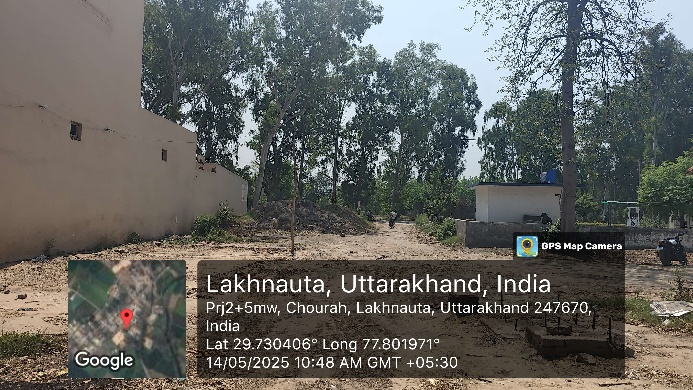 GPS Map Camera
Lakhnauta, Uttarakhand, India
Prj2+5mw, Chourah, Lakhnauta, Uttarakhand 247670,
India
Lat 29.730406° Long 77.801971°
14/05/2025 10:48 AM GMT +05:30
Google